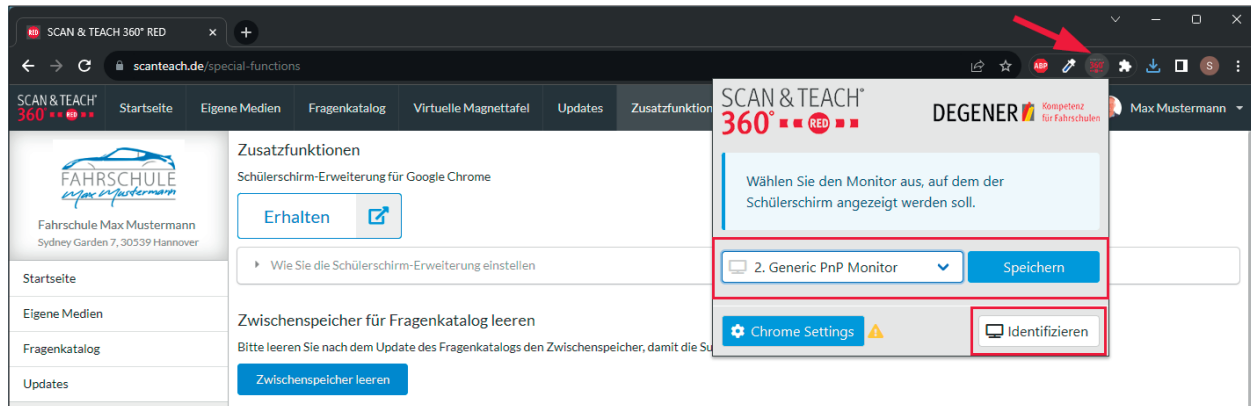 RED SCAN & TEACH 360° RED
scanteach.de/special-functions
ABP
S
SCAN & TEACH°
360° RED
Startseite
Eigene Medien
Fragenkatalog
Virtuelle Magnettafel
Updates
Zusatzfunktion
Max Mustermann
FAHRSCHULE
Max Mustermann
Fahrschule Max Mustermann
Sydney Garden 7, 30539 Hannover
Startseite
Eigene Medien
Fragenkatalog
Updates
Zusatzfunktionen
Schülerschirm-Erweiterung für Google Chrome
Erhalten
Wie Sie die Schülerschirm-Erweiterung einstellen
Zwischenspeicher für Fragenkatalog leeren
Bitte leeren Sie nach dem Update des Fragenkatalogs den Zwischenspeicher, damit die Su
Zwischenspeicher leeren
SCAN & TEACH°
360° RED
DEGENER Kompetenz
für Fahrschulen
Wählen Sie den Monitor aus, auf dem der
Schülerschirm angezeigt werden soll.
2. Generic PnP Monitor
Speichern
Chrome Settings
Identifizieren